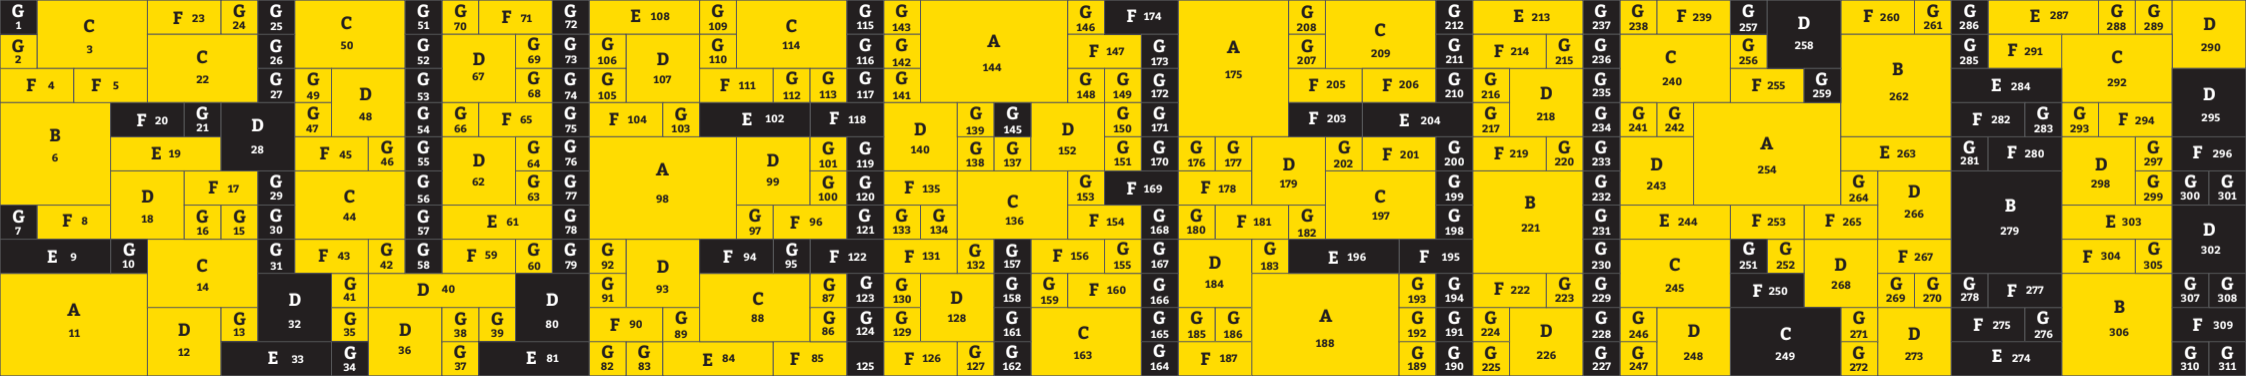 G 1 C 3 F 23 G 24 G 25 C 50 G 51 G 70 F 71 G 72 E 108 G 109 C 114 G 115 G 143 A 144 G 146 F 174 A 175 G 208 C 209 G 212 E 213 G 237 G 238 F 239 G 257 D 258 F 260 G 261 G 286 E 287 G 288 G 289 D 290
G 2 C 22 G 26 G 52 D 67 G 69 G 73 G 106 D 107 G 110 G 116 G 142 F 147 G 173 G 207 G 211 F 214 G 215 G 236 C 240 G 256 B 262 G 285 F 291 C 292
F 4 F 5 G 27 G 49 D 48 G 53 G 68 G 74 G 105 F 111 G 112 G 113 G 117 G 141 G 148 G 149 G 172 F 205 F 206 G 210 G 216 D 218 G 235 F 255 G 259 E 284 D 295
B 6 F 20 G 21 D 28 G 47 G 54 G 66 F 65 G 75 F 104 G 103 E 102 F 118 D 140 G 139 G 145 D 152 G 150 G 171 F 203 E 204 G 217 G 234 G 241 G 242 A 254 F 282 G 283 G 293 F 294
E 19 F 45 G 46 G 55 D 62 G 64 G 76 A 98 D 99 G 101 G 119 G 138 G 137 G 151 G 170 G 176 G 177 D 179 G 202 F 201 G 200 F 219 G 220 G 233 D 243 E 263 G 281 F 280 D 298 G 297 F 296
D 18 F 17 G 29 C 44 G 56 G 63 G 77 G 100 G 120 F 135 C 136 G 153 F 169 F 178 C 197 G 199 B 221 G 232 G 264 D 266 B 279 G 299 G 300 G 301
G 7 F 8 G 16 G 15 G 30 G 57 E 61 G 78 G 97 F 96 G 121 G 133 G 134 F 154 G 168 G 180 F 181 G 182 G 198 G 231 E 244 F 253 F 265 E 303 D 302
E 9 G 10 C 14 G 31 F 43 G 42 G 58 F 59 G 60 G 79 G 92 D 93 F 94 G 95 F 122 F 131 G 132 G 157 F 156 G 155 G 167 D 184 G 183 E 196 F 195 G 230 C 245 G 251 G 252 D 268 F 267 F 304 G 305
A 11 D 32 G 41 D 40 D 80 G 91 C 88 G 87 G 123 G 130 D 128 G 158 G 159 F 160 G 166 A 188 G 193 G 194 F 222 G 223 G 229 F 250 G 269 G 270 G 278 F 277 B 306 G 307 G 308
D 12 G 13 G 35 D 36 G 38 G 39 F 90 G 89 G 86 G 124 G 129 G 161 C 163 G 165 G 185 G 186 G 192 G 191 G 224 D 226 G 228 G 246 D 248 C 249 G 271 D 273 F 275 G 276 F 309
E 33 G 34 G 37 E 81 G 82 G 83 E 84 F 85 125 F 126 G 127 G 162 G 164 F 187 G 189 G 190 G 225 G 227 G 247 G 272 E 274 G 310 G 311